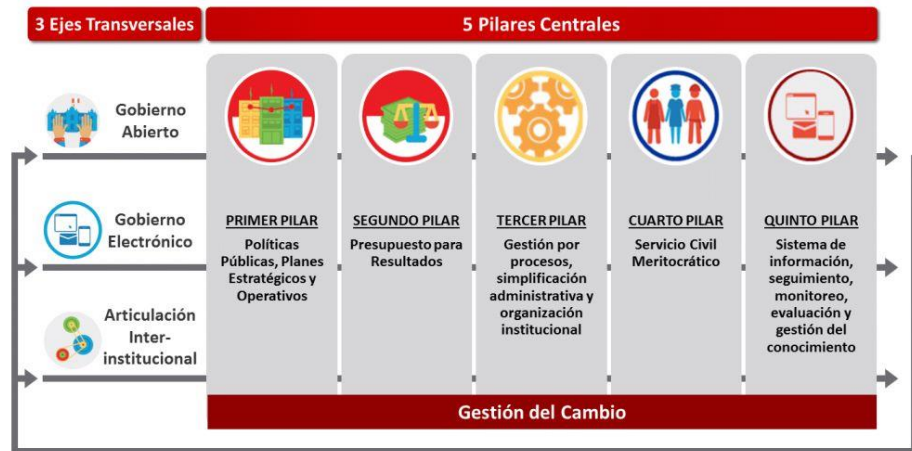 3 Ejes Transversales
5 Pilares Centrales
Gobierno
Abierto
Gobierno
Electrónico
Articulación
Inter-
institucional
PRIMER PILAR
Políticas
Públicas, Planes
Estratégicos y
Operativos
SEGUNDO PILAR
Presupuesto para
Resultados
TERCER PILAR
Gestión por
procesos,
simplificación
administrativa y
organización
institucional
CUARTO PILAR
Servicio Civil
Meritocrático
QUINTO PILAR
Sistema de
información,
seguimiento,
monitoreo,
evaluación y
gestión del
conocimiento
Gestión del Cambio